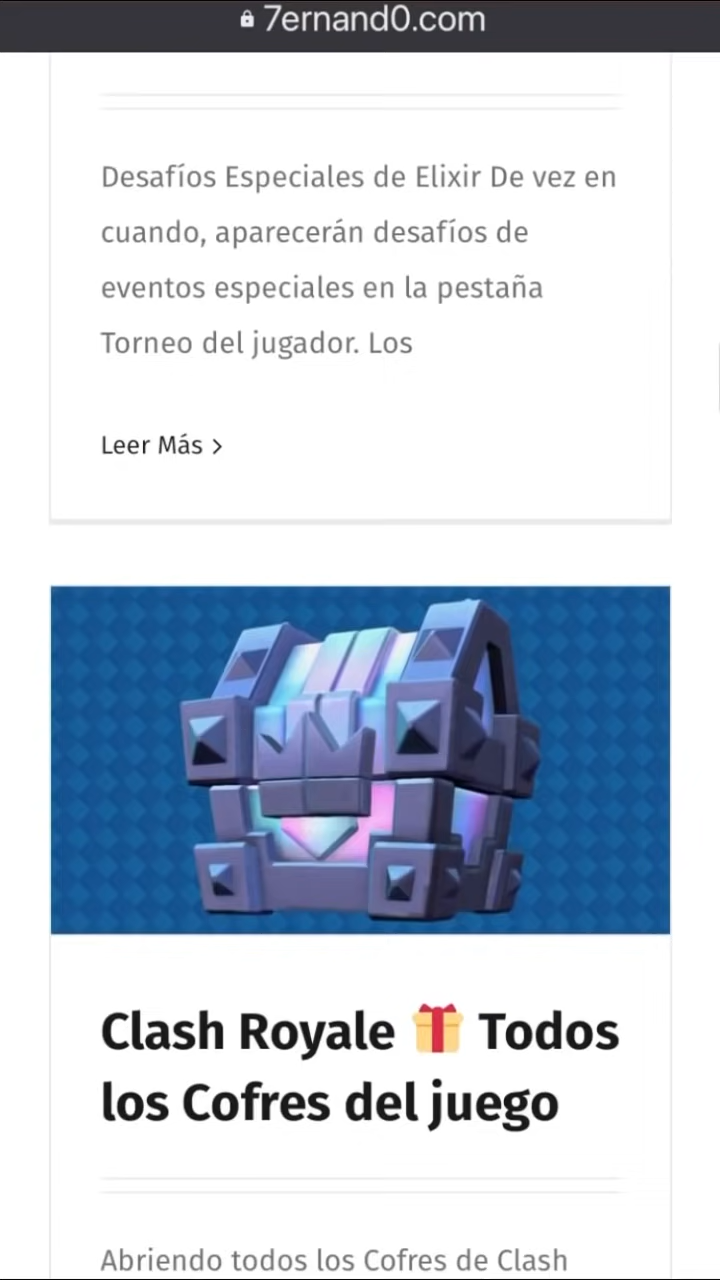 7ernand0.com
Desafíos Especiales de Elixir De vez en
cuando, aparecerán desafíos de
eventos especiales en la pestaña
Torneo del jugador. Los
Leer Más >
Clash Royale 🎁 Todos
los Cofres del juego
Abriendo todos los Cofres de Clash